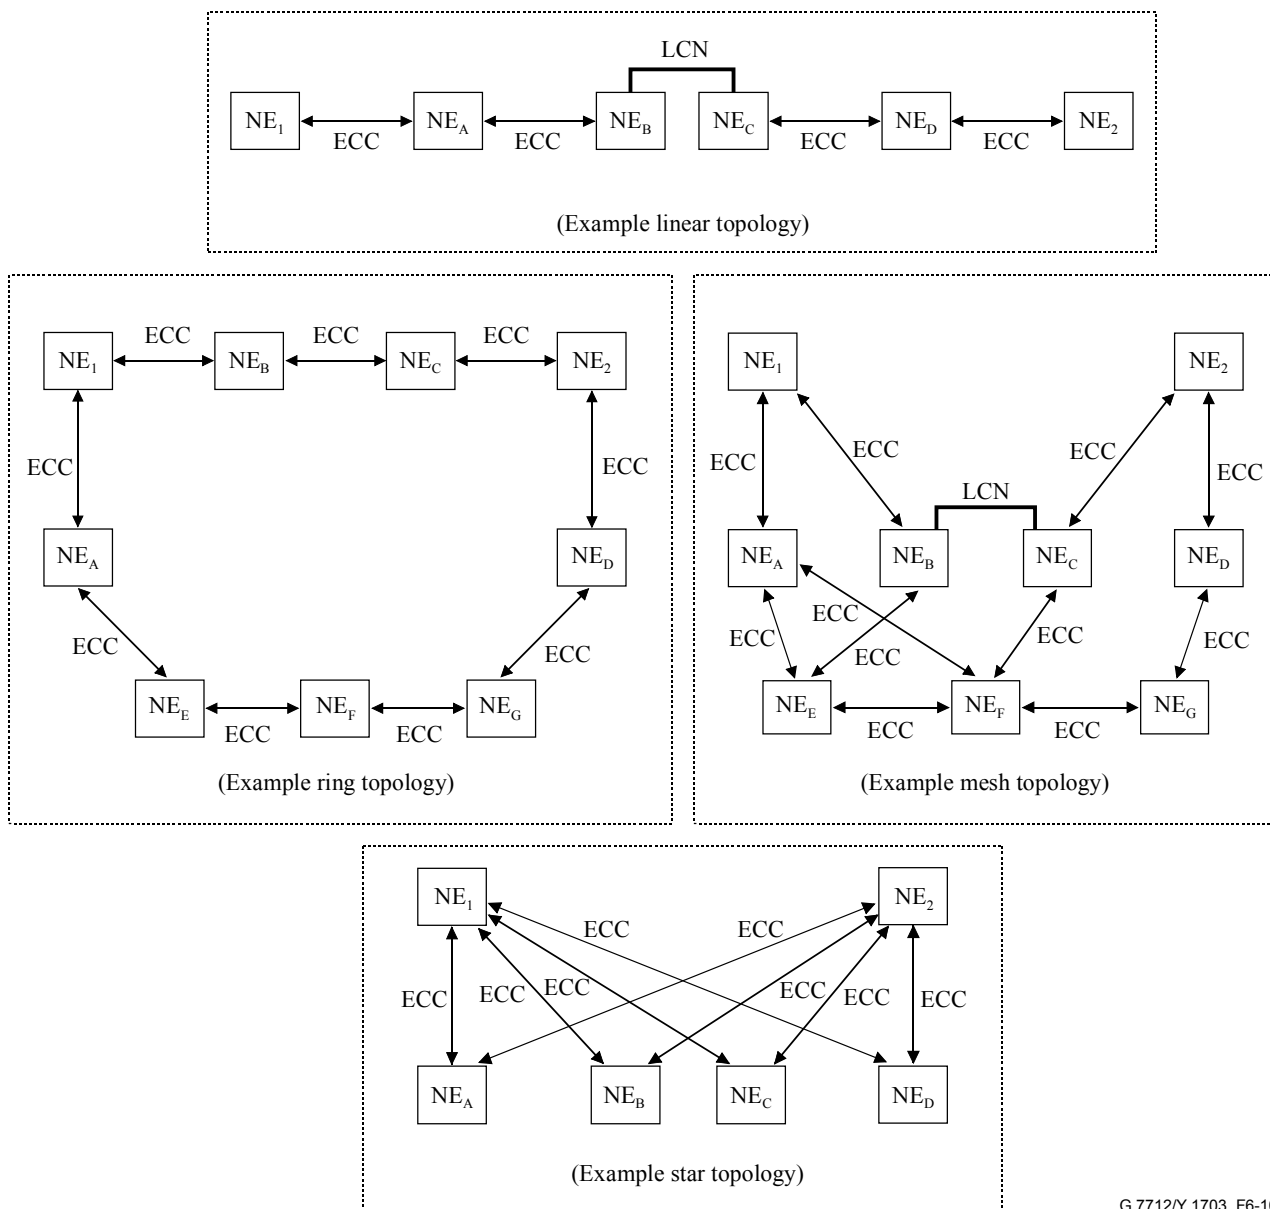 LCN
NE1 NEA NEB NEC NED NE2
ECC ECC ECC ECC
(Example linear topology)
ECC ECC ECC
NE1 NEB NEC NE2
ECC ECC
NEA NED
ECC ECC
NEE NEF NEG
ECC ECC
(Example ring topology)
NE1 NE2
ECC ECC ECC ECC
LCN
NEA NEB NEC NED
ECC ECC ECC ECC ECC
NEE NEF NEG
ECC ECC
(Example mesh topology)
NE1 NE2
ECC ECC
ECC ECC ECC ECC ECC ECC
NEA NEB NEC NED
(Example star topology)